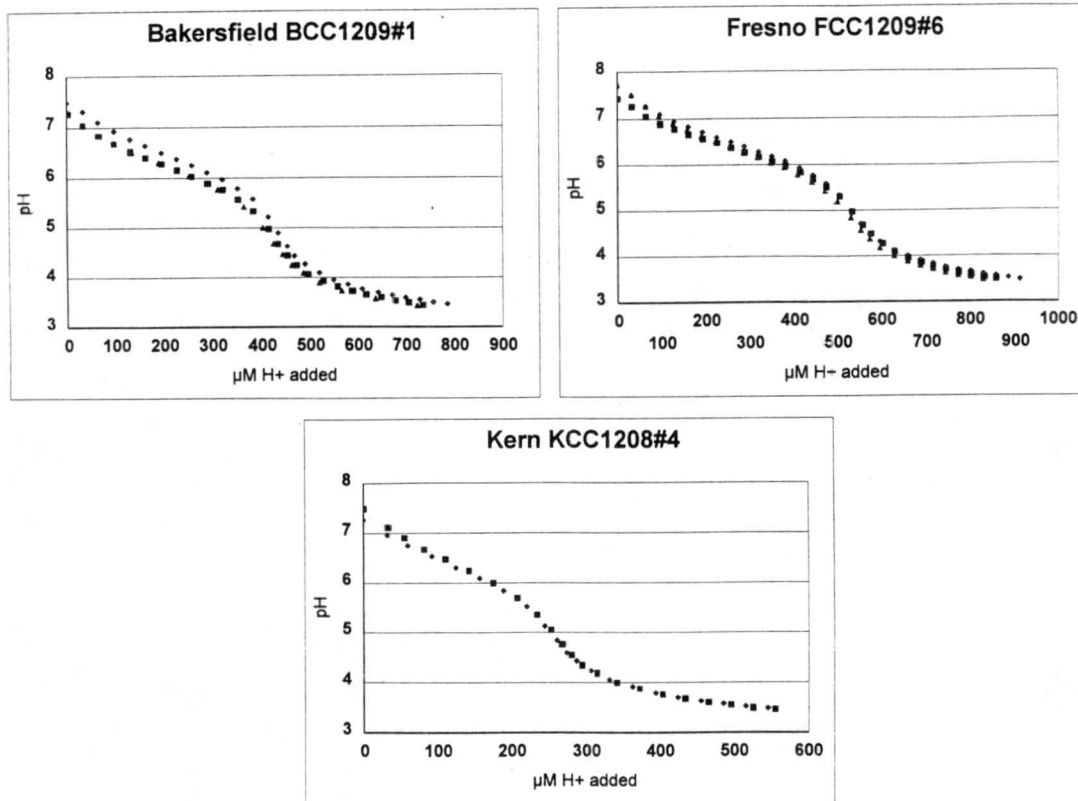 Bakersfield BCC1209#1
8
7
6
5
4
3
pH
0 100 200 300 400 500 600 700 800 900
µM H+ added
Fresno FCC1209#6
8
7
6
5
4
3
pH
0 200 400 600 800 1000
100 300 500 700 900
µM H+ added
Kern KCC1208#4
8
7
6
5
4
3
pH
0 100 200 300 400 500 600
µM H+ added